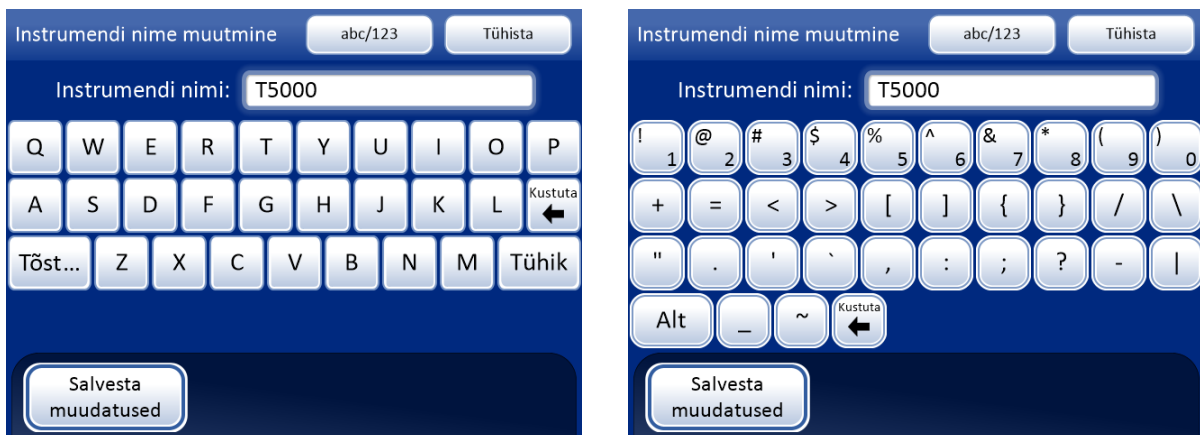 Instrumendi nime muutmine abc/123 Tühista
Instrumendi nimi: T5000
Q W E R T Y U I O P
A S D F G H J K L Kustuta
Tõst... Z X C V B N M Tühik
Salvesta
muudatused
Instrumendi nime muutmine abc/123 Tühista
Instrumendi nimi: T5000
! 1 @ 2 # 3 $ 4 % 5 ^ 6 & 7 * 8 ( 9 ) 0
+ = < > [ ] { } / \
" . ' ` , : ; ? - |
Alt _ ~ Kustuta
Salvesta
muudatused